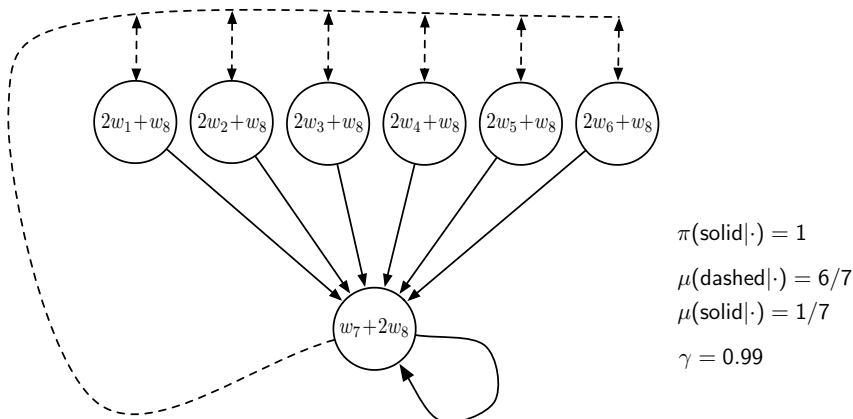 2w₁+w₈ 2w₂+w₈ 2w₃+w₈ 2w₄+w₈ 2w₅+w₈ 2w₆+w₈
π(solid|·) = 1
μ(dashed|·) = 6/7
μ(solid|·) = 1/7
w₇+2w₈
γ = 0.99